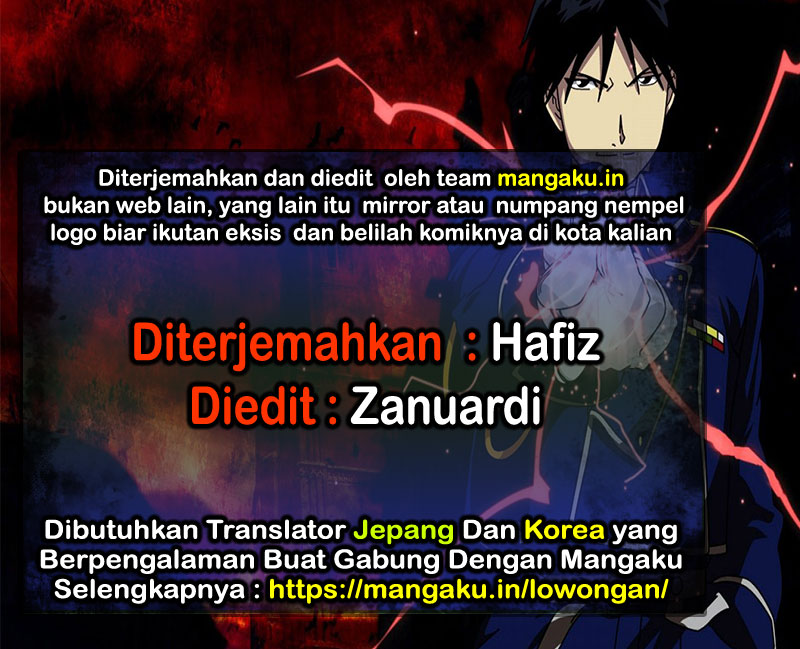 Diterjemahkan dan diedit oleh team mangaku.in
bukan web lain, yang lain itu mirror atau numpang nempel
logo biar ikutan eksis dan belilah komiknya di kota kalian
Diterjemahkan : Hafiz
Diedit : Zanuardi
Dibutuhkan Translator Jepang Dan Korea yang
Berpengalaman Buat Gabung Dengan Mangaku
Selengkapnya : https://mangaku.in/lowongan/